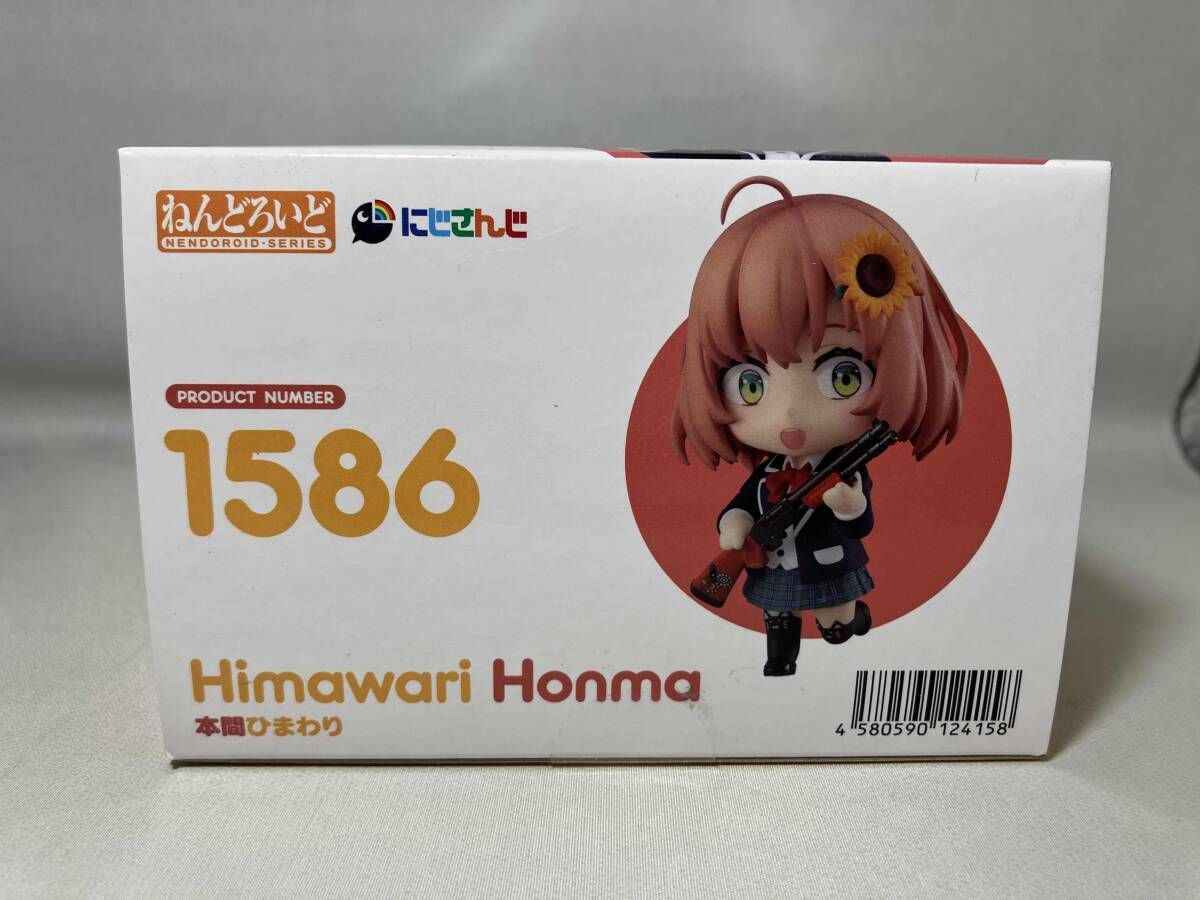 ねんどろいど
NENDOROID·SERIES
にじさんじ
PRODUCT NUMBER
1586
Himawari Honma
本間ひまわり
4 580590 124158